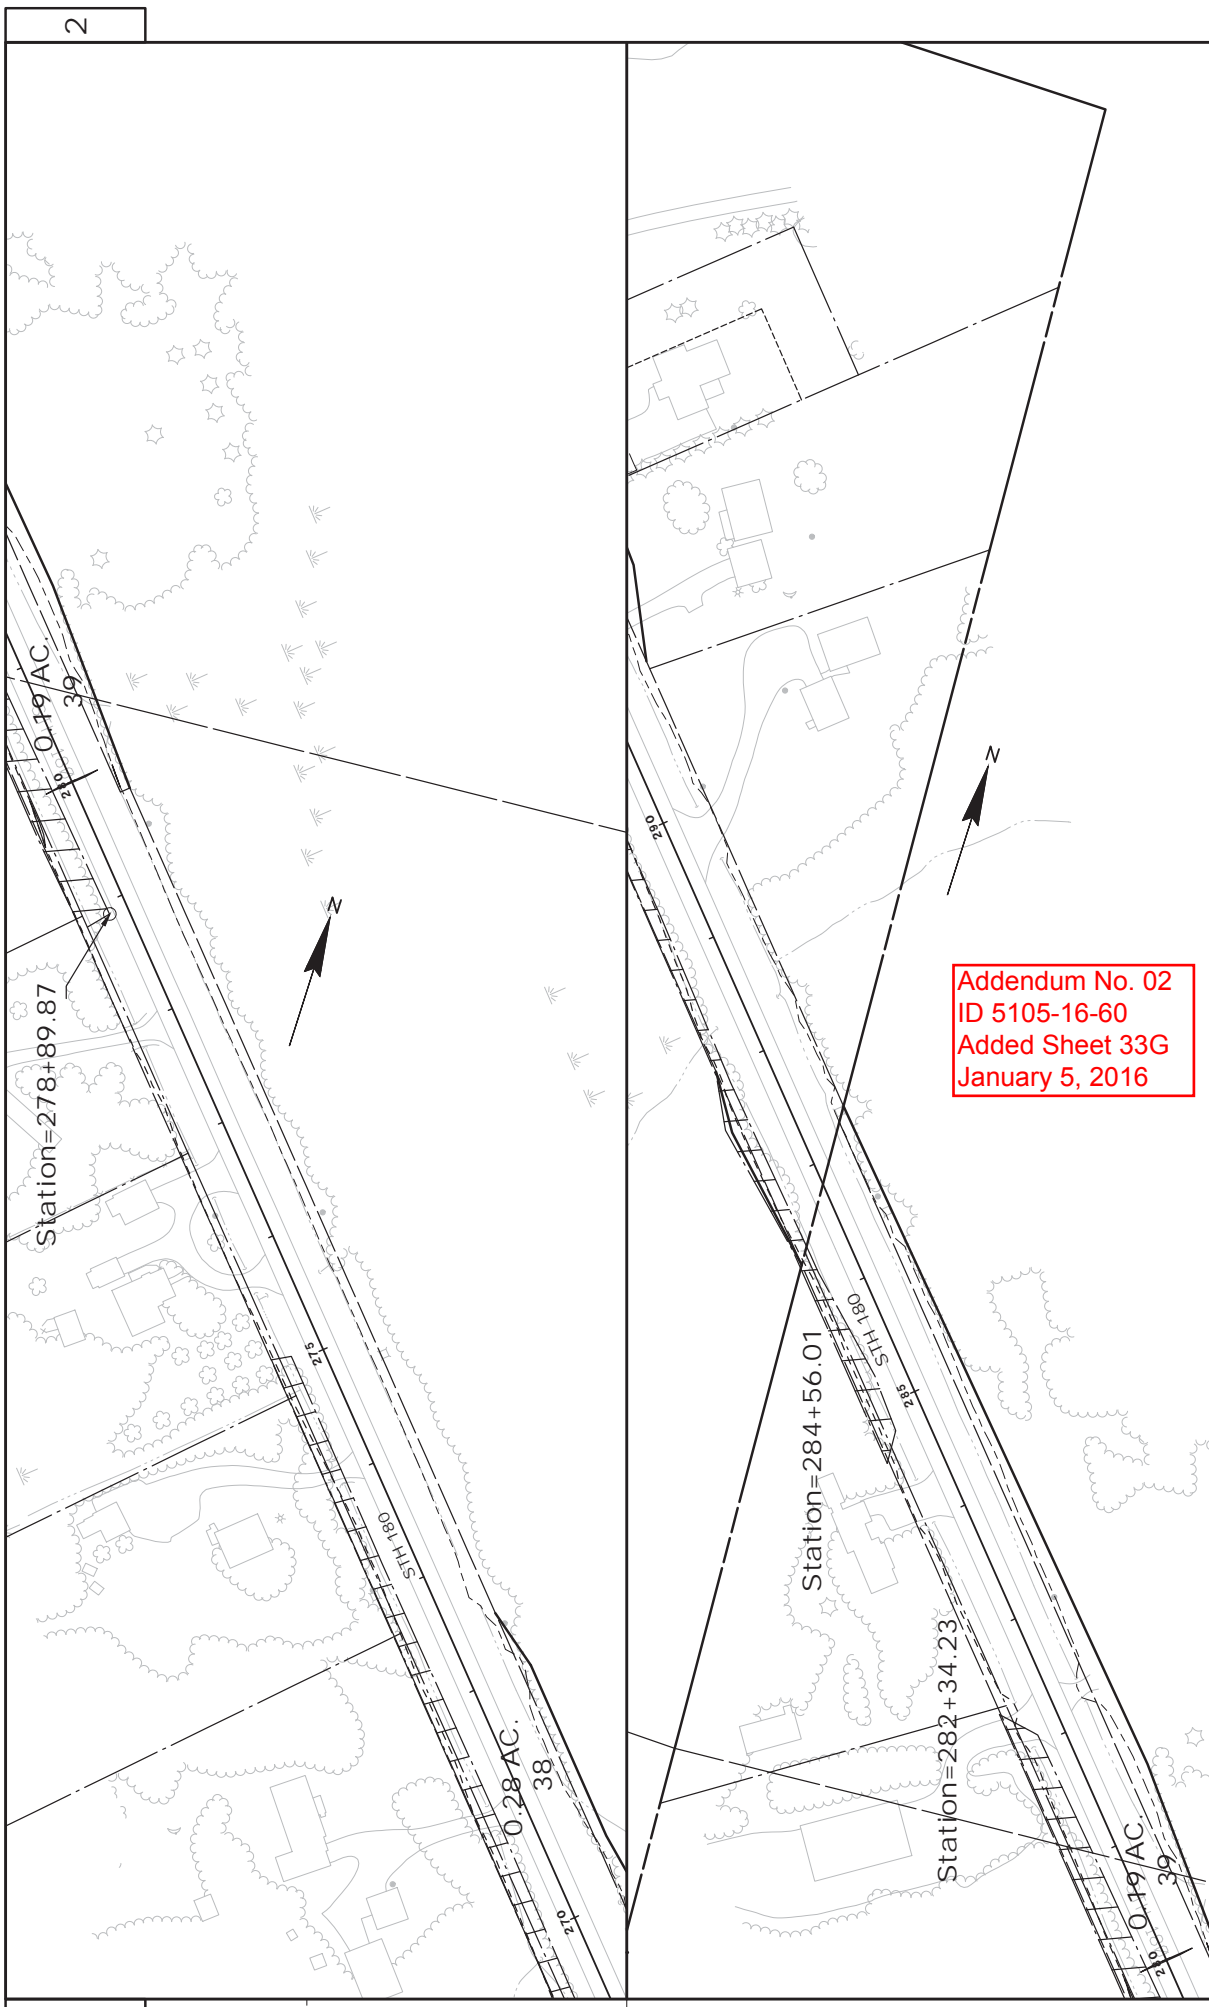 2
0.19 AC.
39
280
Station=278+89.87
N
275
STH 180
0.28 AC.
38
270
290
N
Addendum No. 02
ID 5105-16-60
Added Sheet 33G
January 5, 2016
STH 180
285
Station=284+56.01
Station=282+34.23
0.19 AC.
39
280